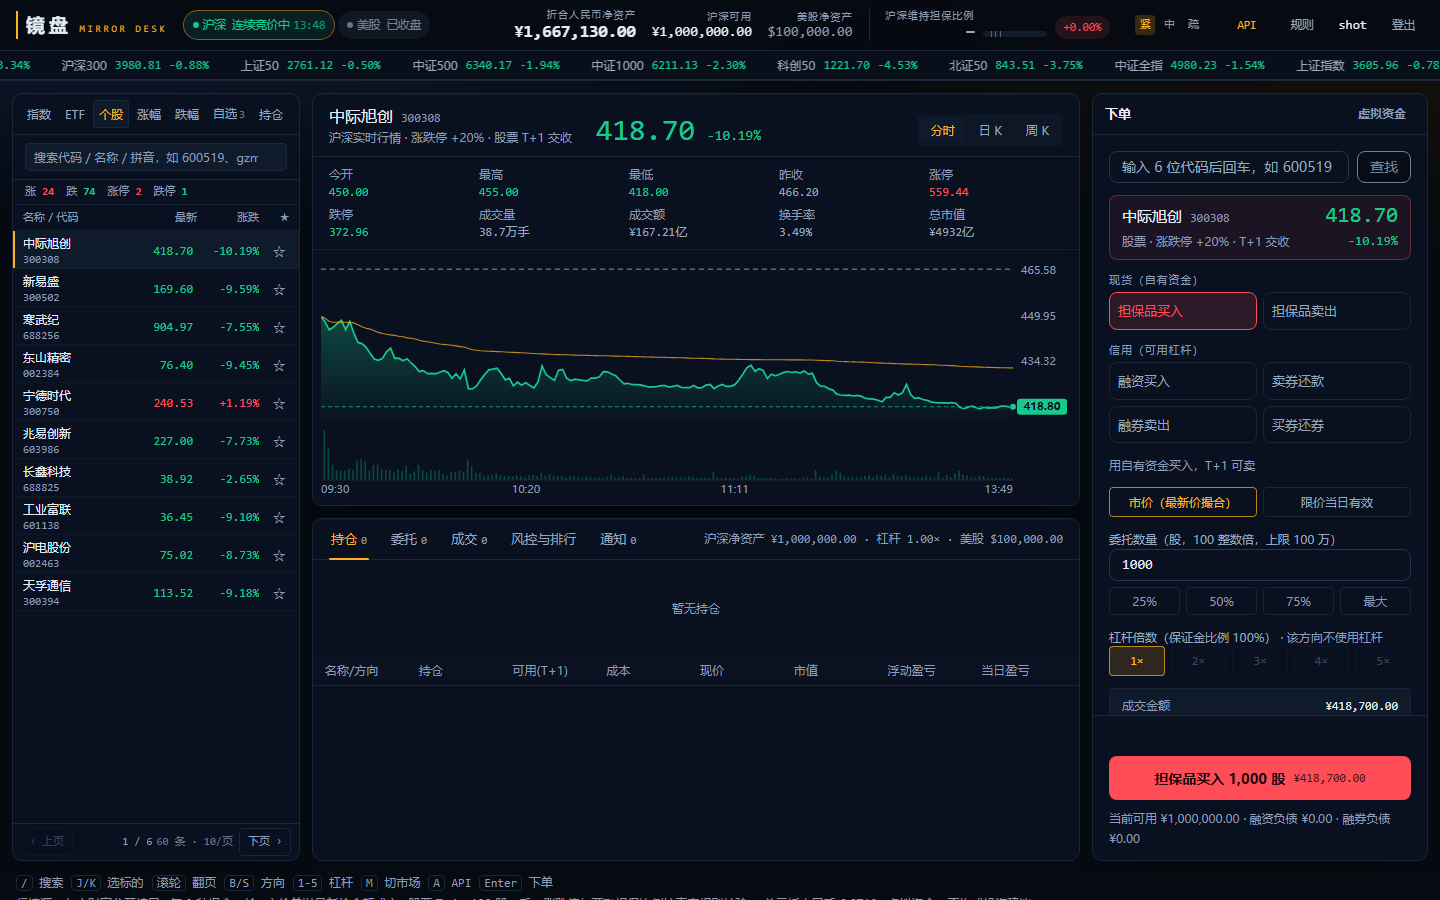 镜盘 MIRROR DESK
沪深 连续竞价中 13:48
美股 已收盘
折合人民币净资产
¥1,667,130.00
沪深可用
¥1,000,000.00
美股净资产
$100,000.00
沪深维持担保比例
—
+0.00%
紧 中 疏
API
规则
shot
登出
3.34% 沪深300 3980.81 -0.88% 上证50 2761.12 -0.50% 中证500 6340.17 -1.94% 中证1000 6211.13 -2.30% 科创50 1221.70 -4.53% 北证50 843.51 -3.75% 中证全指 4980.23 -1.54% 上证指数 3605.96 -0.78
指数 ETF 个股 涨幅 跌幅 自选3 持仓
搜索代码 / 名称 / 拼音，如 600519、gzm
涨 24 跌 74 涨停 2 跌停 1
名称 / 代码 最新 涨跌 ★
中际旭创 418.70 -10.19% ☆
300308
新易盛 169.60 -9.59% ☆
300502
寒武纪 904.97 -7.55% ☆
688256
东山精密 76.40 -9.45% ☆
002384
宁德时代 240.53 +1.19% ☆
300750
兆易创新 227.00 -7.73% ☆
603986
长鑫科技 38.92 -2.65% ☆
688825
工业富联 36.45 -9.10% ☆
601138
沪电股份 75.02 -8.73% ☆
002463
天孚通信 113.52 -9.18% ☆
300394
‹ 上页 1 / 6 60 条 · 10/页 下页 ›
中际旭创 300308
沪深实时行情 · 涨跌停 +20% · 股票 T+1 交收
418.70 -10.19%
分时 日 K 周 K
今开 最高 最低 昨收 涨停
450.00 455.00 418.00 466.20 559.44
跌停 成交量 成交额 换手率 总市值
372.96 38.7万手 ¥167.21亿 3.49% ¥4932亿
465.58
449.95
434.32
418.80
09:30 10:20 11:11 13:49
持仓 0 委托 0 成交 0 风控与排行 通知 0
沪深净资产 ¥1,000,000.00 · 杠杆 1.00× · 美股 $100,000.00
暂无持仓
名称/方向 持仓 可用(T+1) 成本 现价 市值 浮动盈亏 当日盈亏
下单 虚拟资金
输入 6 位代码后回车，如 600519 查找
中际旭创 300308 418.70
股票 · 涨跌停 +20% · T+1 交收 -10.19%
现货（自有资金）
担保品买入 担保品卖出
信用（可用杠杆）
融资买入 卖券还款
融券卖出 买券还券
用自有资金买入，T+1 可卖
市价（最新价撮合） 限价当日有效
委托数量（股，100 整数倍，上限 100 万）
1000
25% 50% 75% 最大
杠杆倍数（保证金比例 100%） · 该方向不使用杠杆
1× 2× 3× 4× 5×
成交金额 ¥418,700.00
担保品买入 1,000 股 ¥418,700.00
当前可用 ¥1,000,000.00 · 融资负债 ¥0.00 · 融券负债
¥0.00
/ 搜索 J/K 选标的 滚轮 翻页 B/S 方向 1-5 杠杆 M 切市场 A API Enter 下单